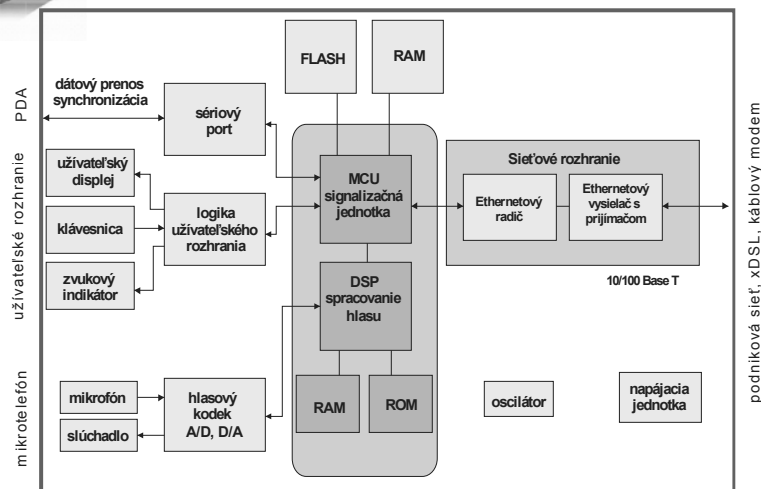 FLASH
RAM
PDA
dátový prenos
synchronizácia
sériový
port
užívateľské rozhranie
užívateľský
displej
klávesnica
zvukový
indikátor
logika
užívateľského
rozhrania
MCU
signalizačná
jednotka
Sieťové rozhranie
Ethernetový
radič
Ethernetový
vysielač s
prijímačom
10/100 Base T
podniková sieť, xDSL, káblový modem
DSP
spracovanie
hlasu
RAM
ROM
mikrotelefón
mikrofón
slúchadlo
hlasový
kodek
A/D, D/A
oscilátor
napájacia
jednotka